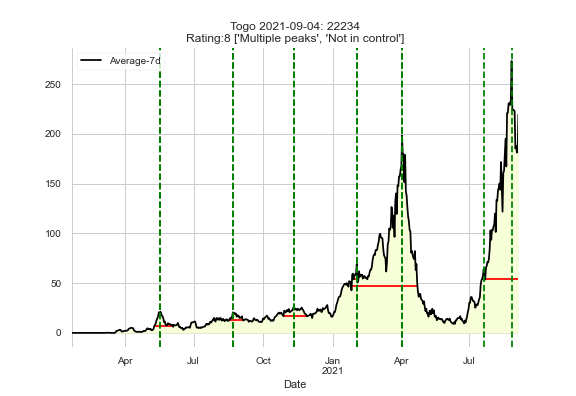 Togo 2021-09-04: 22234
Rating:8 ['Multiple peaks', 'Not in control']
Average-7d
250
200
150
100
50
0
Apr Jul Oct Jan Apr Jul
2021
Date